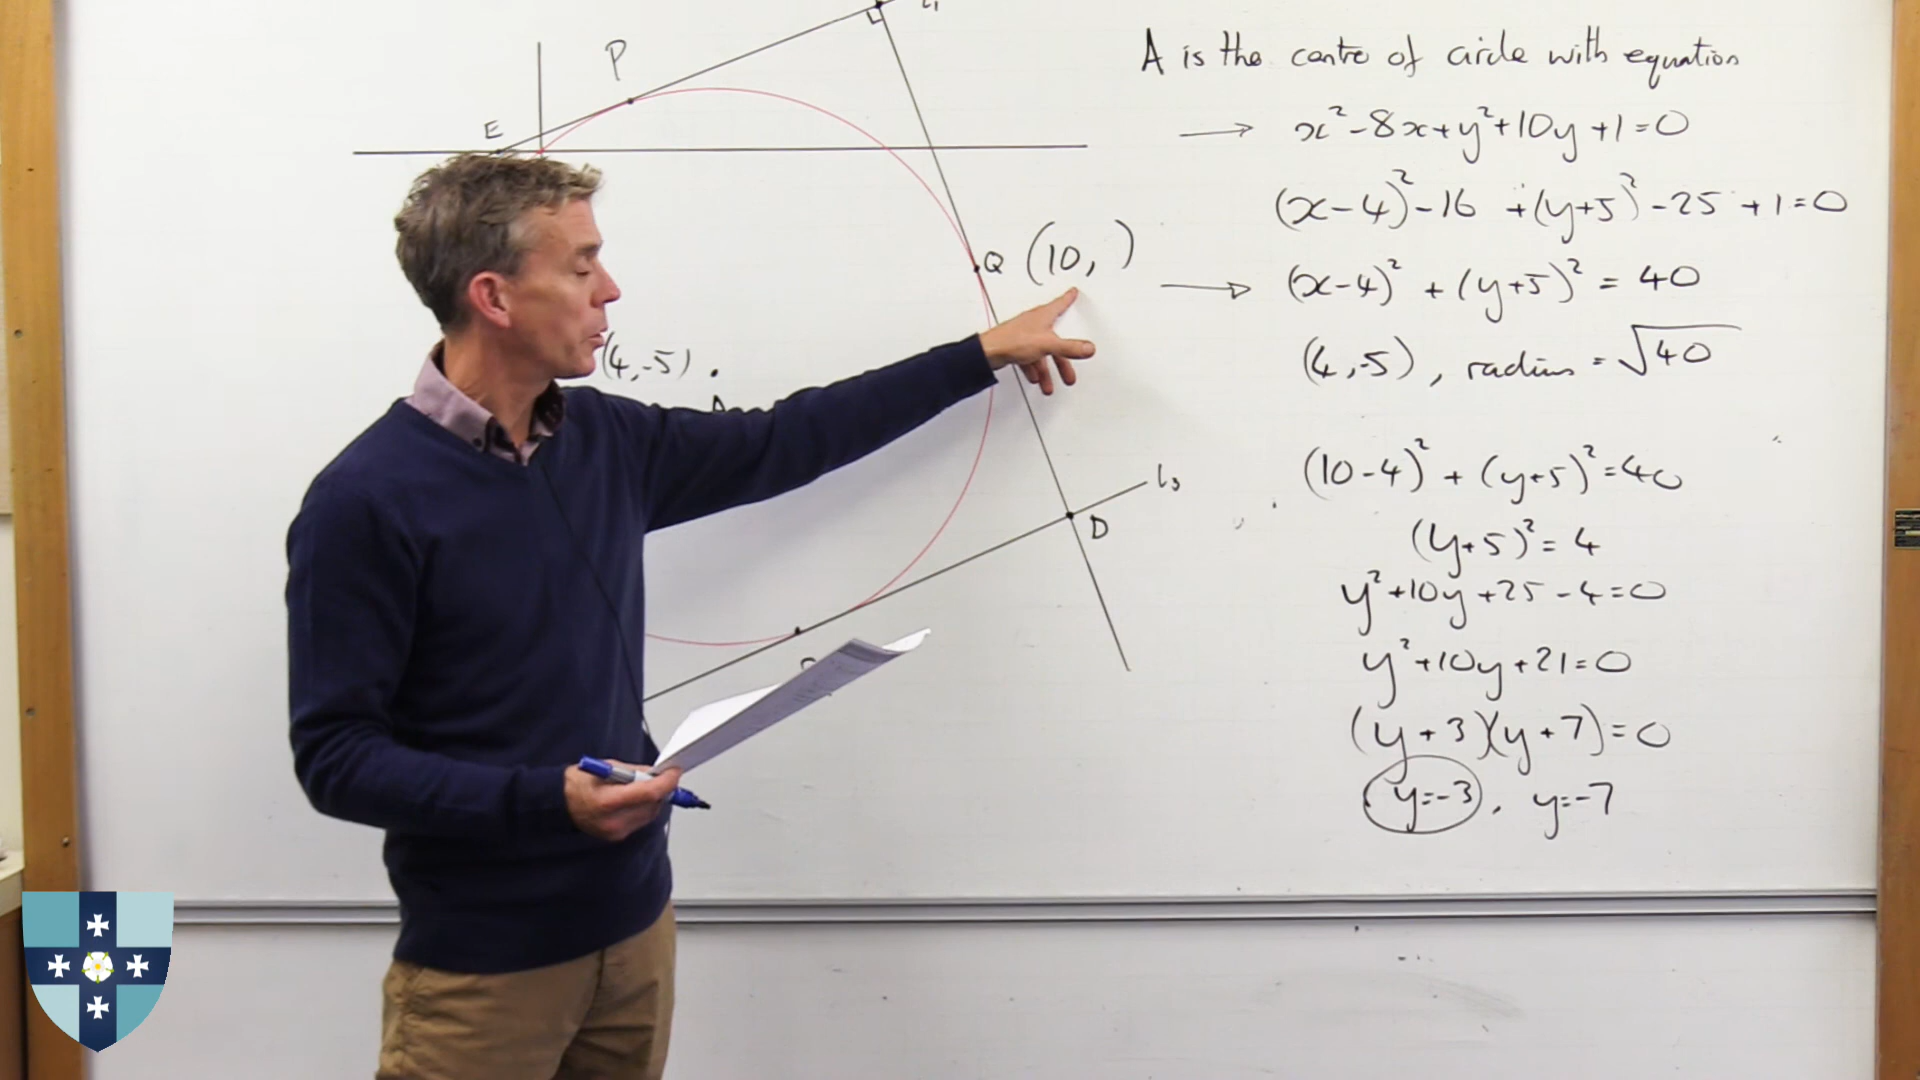 A is the centre of circle with equation
x²-8x+y²+10y+1=0
(x-4)²-16 +(y+5)²-25+1=0
(x-4)²+(y+5)²=40
(4,-5), radius=√40
(10-4)²+(y+5)²=40
(y+5)²=4
y²+10y+25-4=0
y²+10y+21=0
(y+3)(y+7)=0
y=-3, y=-7
P
E
Q (10, )
(4,-5)
l₃
D